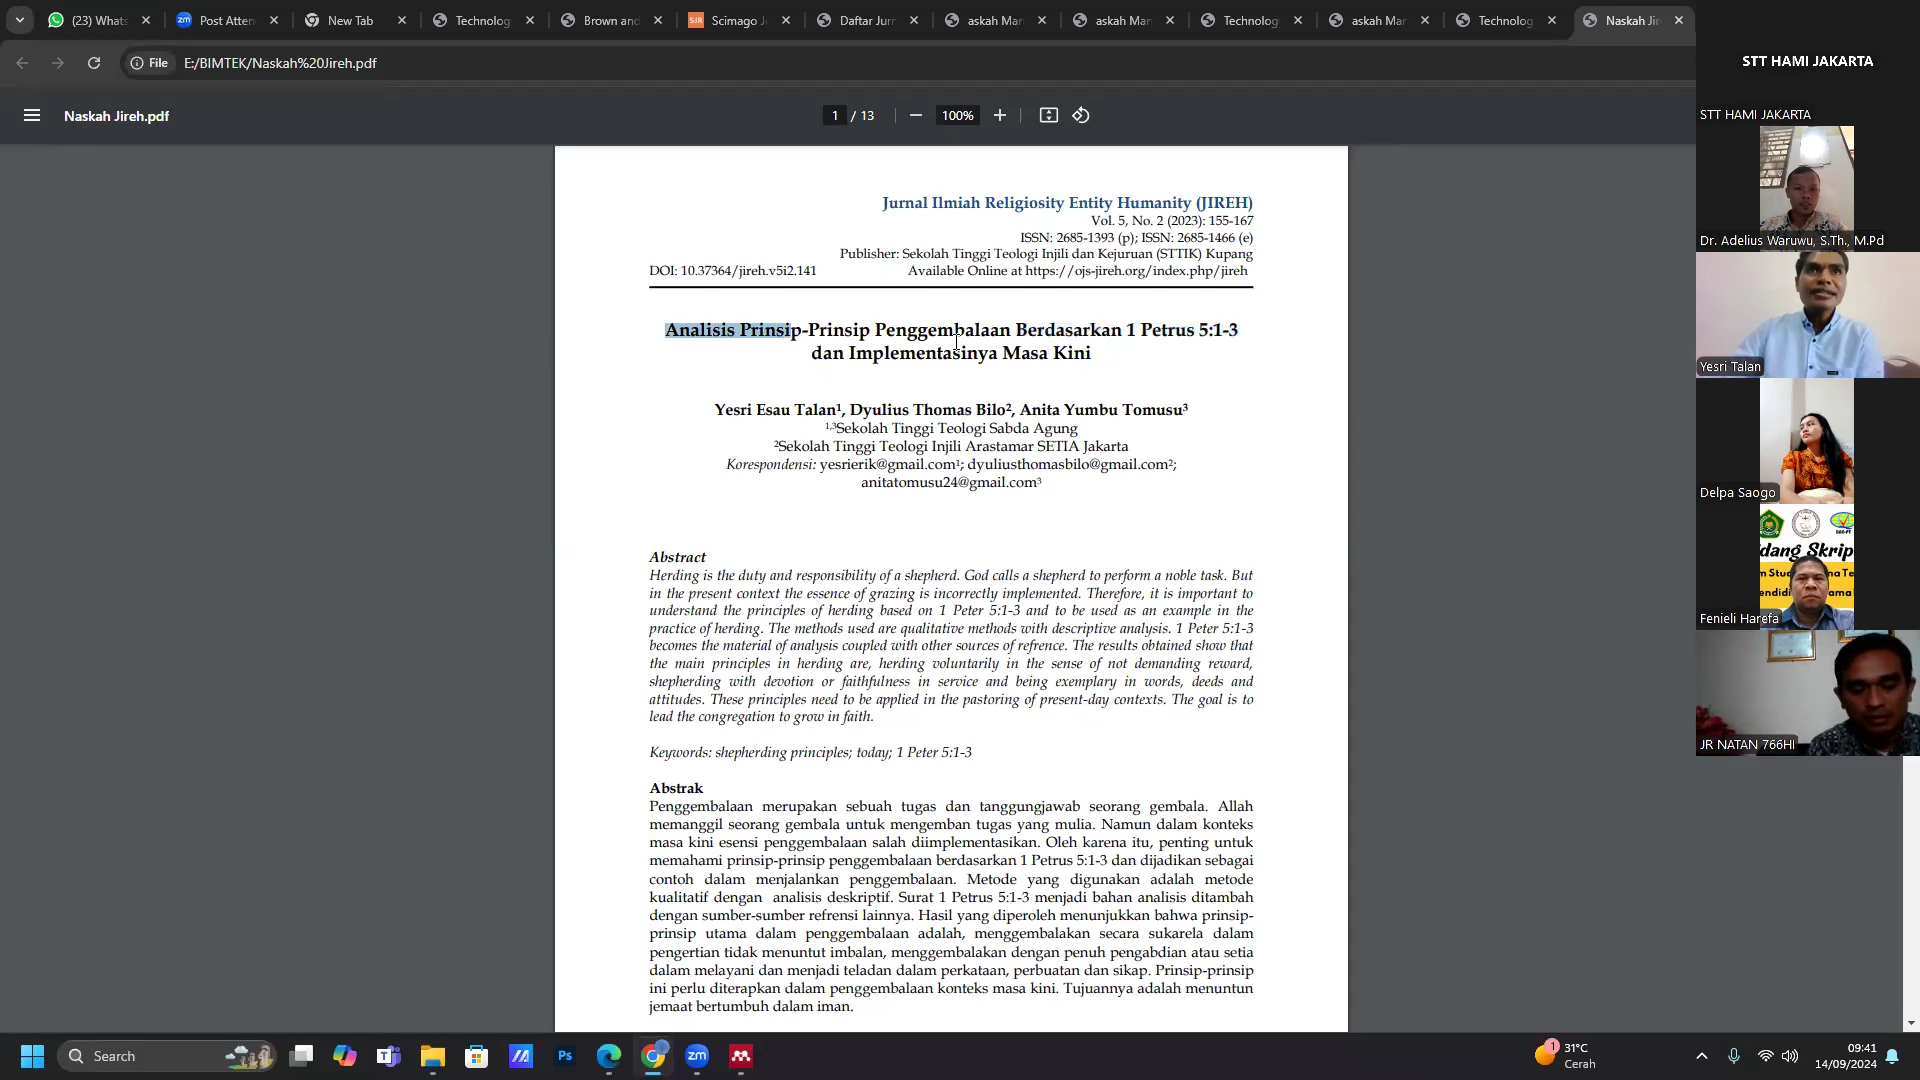 (23) Whats
Post Atten
New Tab
Technolog
Brown and
Scimago J
Daftar Jurn
askah Mar
askah Man
Technolog
askah Mar
Technolog
Naskah Jir
File
E:/BIMTEK/Naskah%20Jireh.pdf
Naskah Jireh.pdf
1 / 13
100%
Jurnal Ilmiah Religiosity Entity Humanity (JIREH)
Vol. 5, No. 2 (2023): 155-167
ISSN: 2685-1393 (p); ISSN: 2685-1466 (e)
Publisher: Sekolah Tinggi Teologi Injili dan Kejuruan (STTIK) Kupang
DOI: 10.37364/jireh.v5i2.141 Available Online at https://ojs-jireh.org/index.php/jireh
Analisis Prinsip-Prinsip Penggembalaan Berdasarkan 1 Petrus 5:1-3
dan Implementasinya Masa Kini
Yesri Esau Talan¹, Dyulius Thomas Bilo², Anita Yumbu Tomusu³
¹,³Sekolah Tinggi Teologi Sabda Agung
²Sekolah Tinggi Teologi Injili Arastamar SETIA Jakarta
Korespondensi: yesrierik@gmail.com¹; dyuliusthomasbilo@gmail.com²;
anitatomusu24@gmail.com³
Abstract
Herding is the duty and responsibility of a shepherd. God calls a shepherd to perform a noble task. But
in the present context the essence of grazing is incorrectly implemented. Therefore, it is important to
understand the principles of herding based on 1 Peter 5:1-3 and to be used as an example in the
practice of herding. The methods used are qualitative methods with descriptive analysis. 1 Peter 5:1-3
becomes the material of analysis coupled with other sources of refrence. The results obtained show that
the main principles in herding are, herding voluntarily in the sense of not demanding reward,
shepherding with devotion or faithfulness in service and being exemplary in words, deeds and
attitudes. These principles need to be applied in the pastoring of present-day contexts. The goal is to
lead the congregation to grow in faith.
Keywords: shepherding principles; today; 1 Peter 5:1-3
Abstrak
Penggembalaan merupakan sebuah tugas dan tanggungjawab seorang gembala. Allah
memanggil seorang gembala untuk mengemban tugas yang mulia. Namun dalam konteks
masa kini esensi penggembalaan salah diimplementasikan. Oleh karena itu, penting untuk
memahami prinsip-prinsip penggembalaan berdasarkan 1 Petrus 5:1-3 dan dijadikan sebagai
contoh dalam menjalankan penggembalaan. Metode yang digunakan adalah metode
kualitatif dengan analisis deskriptif. Surat 1 Petrus 5:1-3 menjadi bahan analisis ditambah
dengan sumber-sumber refrensi lainnya. Hasil yang diperoleh menunjukkan bahwa prinsip-
prinsip utama dalam penggembalaan adalah, menggembalakan secara sukarela dalam
pengertian tidak menuntut imbalan, menggembalakan dengan penuh pengabdian atau setia
dalam melayani dan menjadi teladan dalam perkataan, perbuatan dan sikap. Prinsip-prinsip
ini perlu diterapkan dalam penggembalaan konteks masa kini. Tujuannya adalah menuntun
jemaat bertumbuh dalam iman.
STT HAMI JAKARTA
STT HAMI JAKARTA
Dr. Adelius Waruwu, S.Th., M.Pd
Yesri Talan
Delpa Saogo
idang Skrip
Fenieli Harefa
JR NATAN 766HI
Search
Ps
zm
1
31°C
Cerah
09:41
14/09/2024